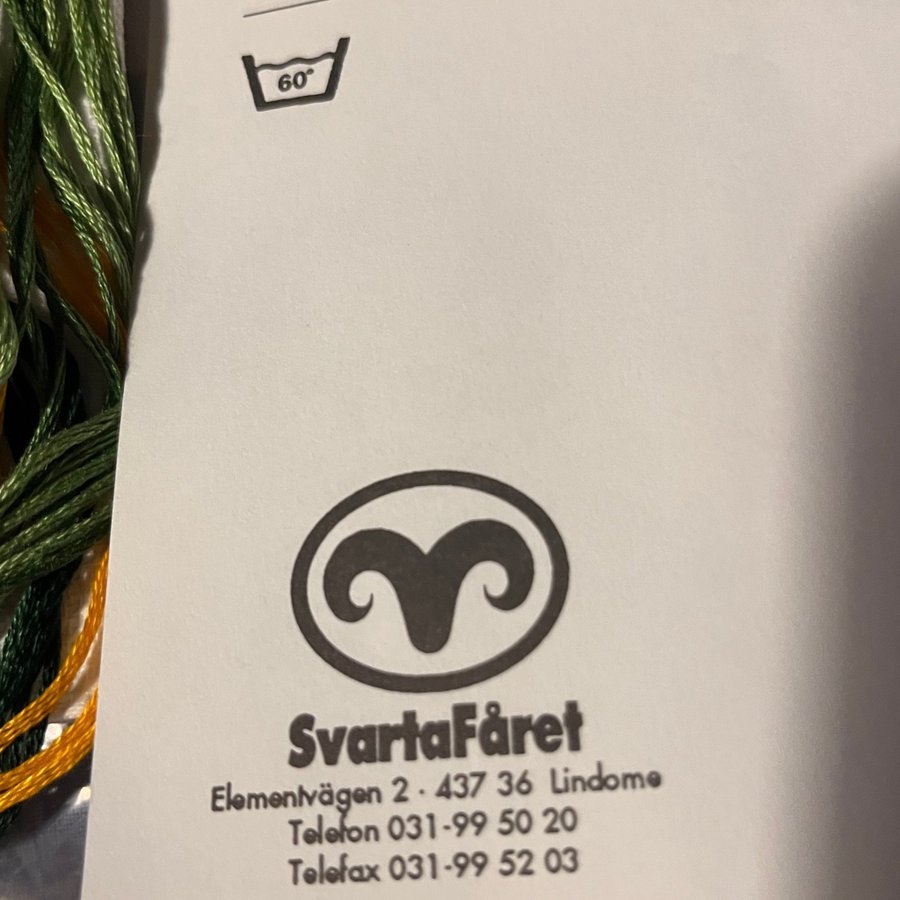 60°
SvartaFåret
Elementvägen 2 · 437 36 Lindome
Telefon 031-99 50 20
Telefax 031-99 52 03